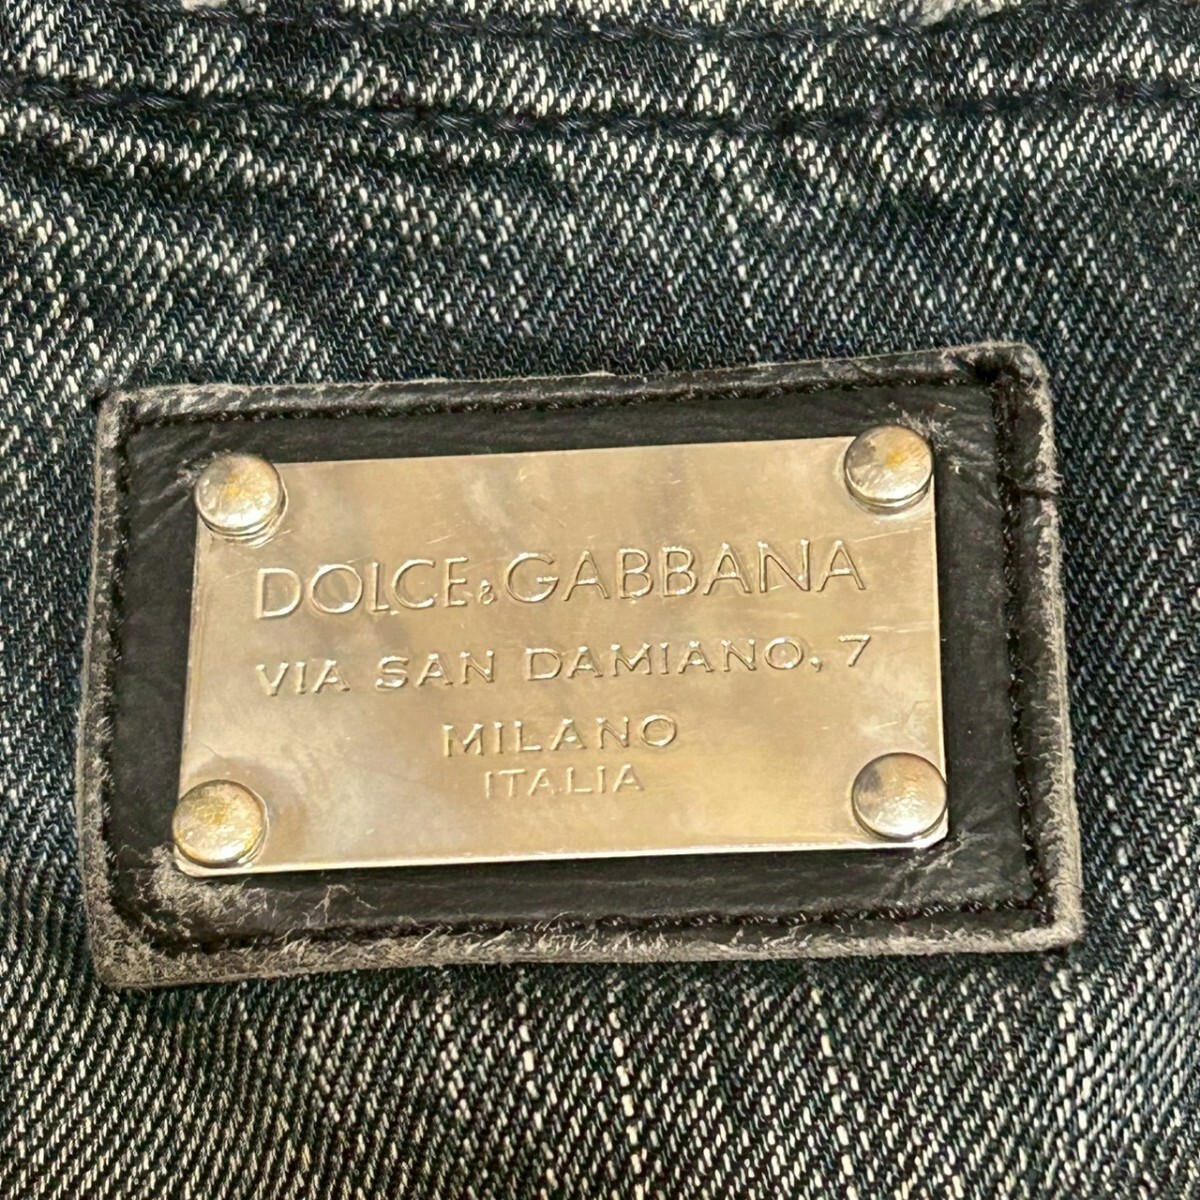 DOLCE&GABBANA
VIA SAN DAMIANO, 7
MILANO
ITALIA